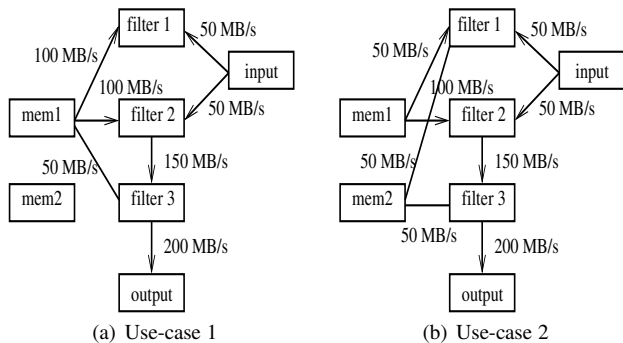 filter 1
50 MB/s
100 MB/s
input
100 MB/s
50 MB/s
mem1
filter 2
150 MB/s
50 MB/s
mem2
filter 3
200 MB/s
output
(a) Use-case 1
filter 1
50 MB/s
50 MB/s
input
100 MB/s
50 MB/s
mem1
filter 2
150 MB/s
50 MB/s
mem2
filter 3
50 MB/s
200 MB/s
output
(b) Use-case 2